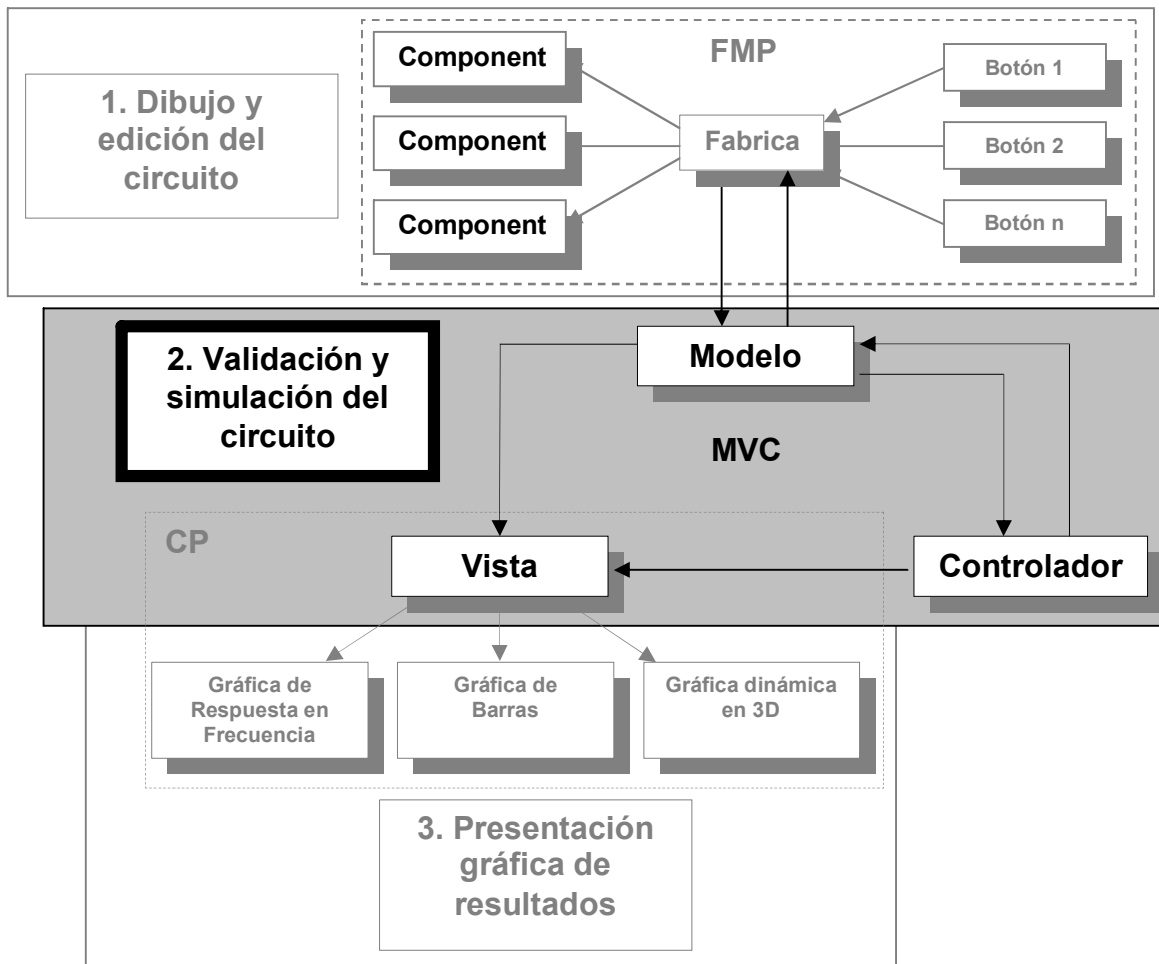 Component
FMP
Botón 1
1. Dibujo y
edición del
circuito
Component
Fabrica
Botón 2
Component
Botón n
2. Validación y
simulación del
circuito
Modelo
MVC
CP
Vista
Controlador
Gráfica de
Respuesta en
Frecuencia
Gráfica de
Barras
Gráfica dinámica
en 3D
3. Presentación
gráfica de
resultados